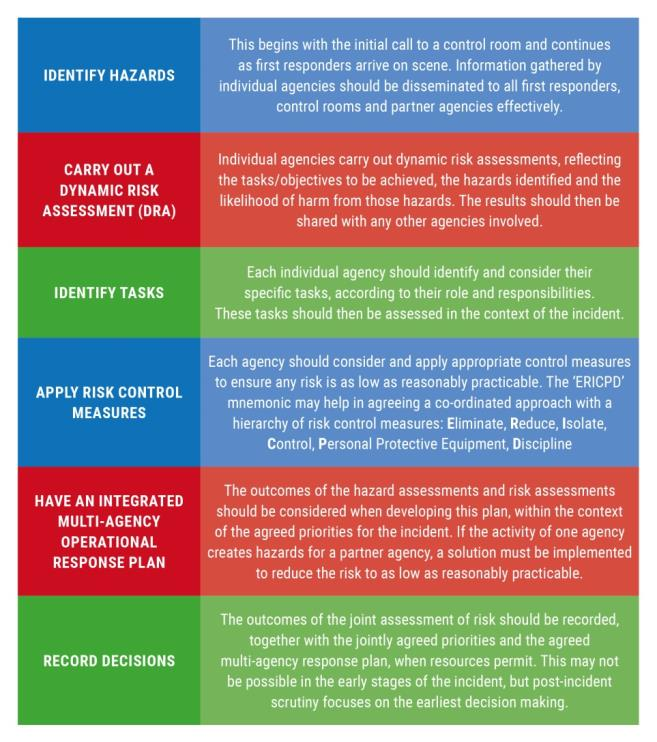 IDENTIFY HAZARDS
This begins with the initial call to a control room and continues
as first responders arrive on scene. Information gathered by
individual agencies should be disseminated to all first responders,
control rooms and partner agencies effectively.
CARRY OUT A
DYNAMIC RISK
ASSESSMENT (DRA)
Individual agencies carry out dynamic risk assessments, reflecting
the tasks/objectives to be achieved, the hazards identified and the
likelihood of harm from those hazards. The results should then be
shared with any other agencies involved.
IDENTIFY TASKS
Each individual agency should identify and consider their
specific tasks, according to their role and responsibilities.
These tasks should then be assessed in the context of the incident.
APPLY RISK CONTROL
MEASURES
Each agency should consider and apply appropriate control measures
to ensure any risk is as low as reasonably practicable. The ‘ERICPD’
mnemonic may help in agreeing a co-ordinated approach with a
hierarchy of risk control measures: Eliminate, Reduce, Isolate,
Control, Personal Protective Equipment, Discipline
HAVE AN INTEGRATED
MULTI-AGENCY
OPERATIONAL
RESPONSE PLAN
The outcomes of the hazard assessments and risk assessments
should be considered when developing this plan, within the context
of the agreed priorities for the incident. If the activity of one agency
creates hazards for a partner agency, a solution must be implemented
to reduce the risk to as low as reasonably practicable.
RECORD DECISIONS
The outcomes of the joint assessment of risk should be recorded,
together with the jointly agreed priorities and the agreed
multi-agency response plan, when resources permit. This may not
be possible in the early stages of the incident, but post-incident
scrutiny focuses on the earliest decision making.